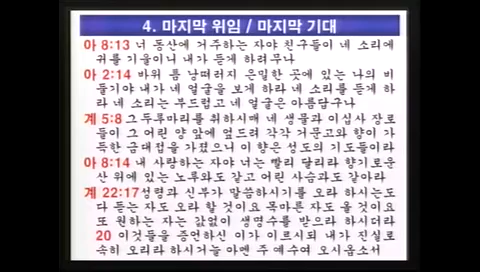 4. 마지막 위임 / 마지막 기대
아 8:13 너 동산에 거주하는 자야 친구들이 네 소리에
귀를 기울이니 내가 듣게 하려무나
아 2:14 바위 틈 낭떠러지 은밀한 곳에 있는 나의 비
둘기야 내가 네 얼굴을 보게 하라 네 소리를 듣게 하
라 네 소리는 부드럽고 네 얼굴은 아름답구나
계 5:8 그 두루마리를 취하시매 네 생물과 이십사 장로
들이 그 어린 양 앞에 엎드려 각각 거문고와 향이 가
득한 금대접을 가졌으니 이 향은 성도의 기도들이라
아 8:14 내 사랑하는 자야 너는 빨리 달리라 향기로운
산 위에 있는 노루와도 같고 어린 사슴과도 같아라
계 22:17 성령과 신부가 말씀하시기를 오라 하시는도
다 듣는 자도 오라 할 것이요 목마른 자도 올 것이요
또 원하는 자는 값없이 생명수를 받으라 하시더라
20 이것들을 증언하신 이가 이르시되 내가 진실로
속히 오리라 하시거늘 아멘 주 예수여 오시옵소서